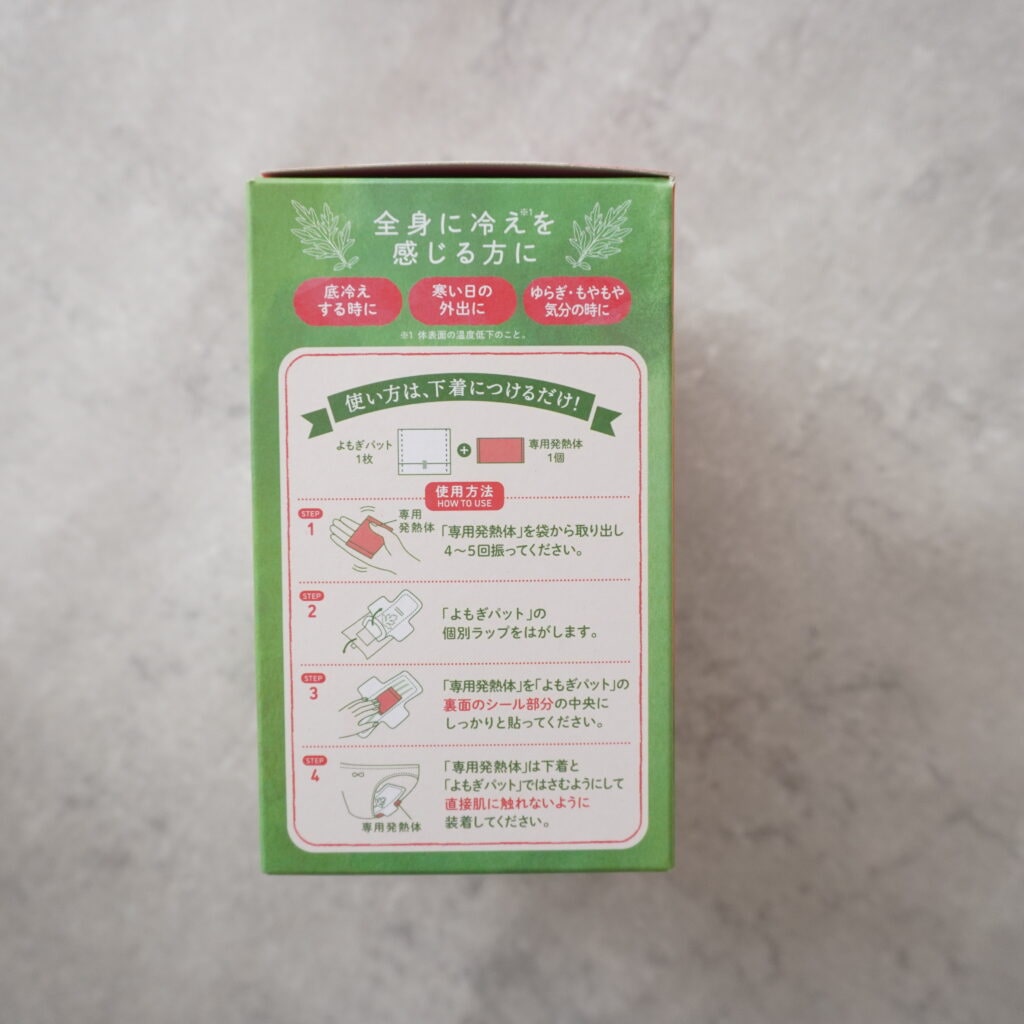 全身に冷え※1を
感じる方に
底冷え
する時に
寒い日の
外出に
ゆらぎ・もやもや
気分の時に
※1 体表面の温度低下のこと。
使い方は、下着につけるだけ!
よもぎパット
1枚
+
専用発熱体
1個
使用方法
HOW TO USE
STEP
1
専用
発熱体
「専用発熱体」を袋から取り出し
4〜5回振ってください。
STEP
2
「よもぎパット」の
個別ラップをはがします。
STEP
3
「専用発熱体」を「よもぎパット」の
裏面のシール部分の中央に
しっかりと貼ってください。
STEP
4
「専用発熱体」は下着と
「よもぎパット」ではさむようにして
直接肌に触れないように
装着してください。
専用発熱体